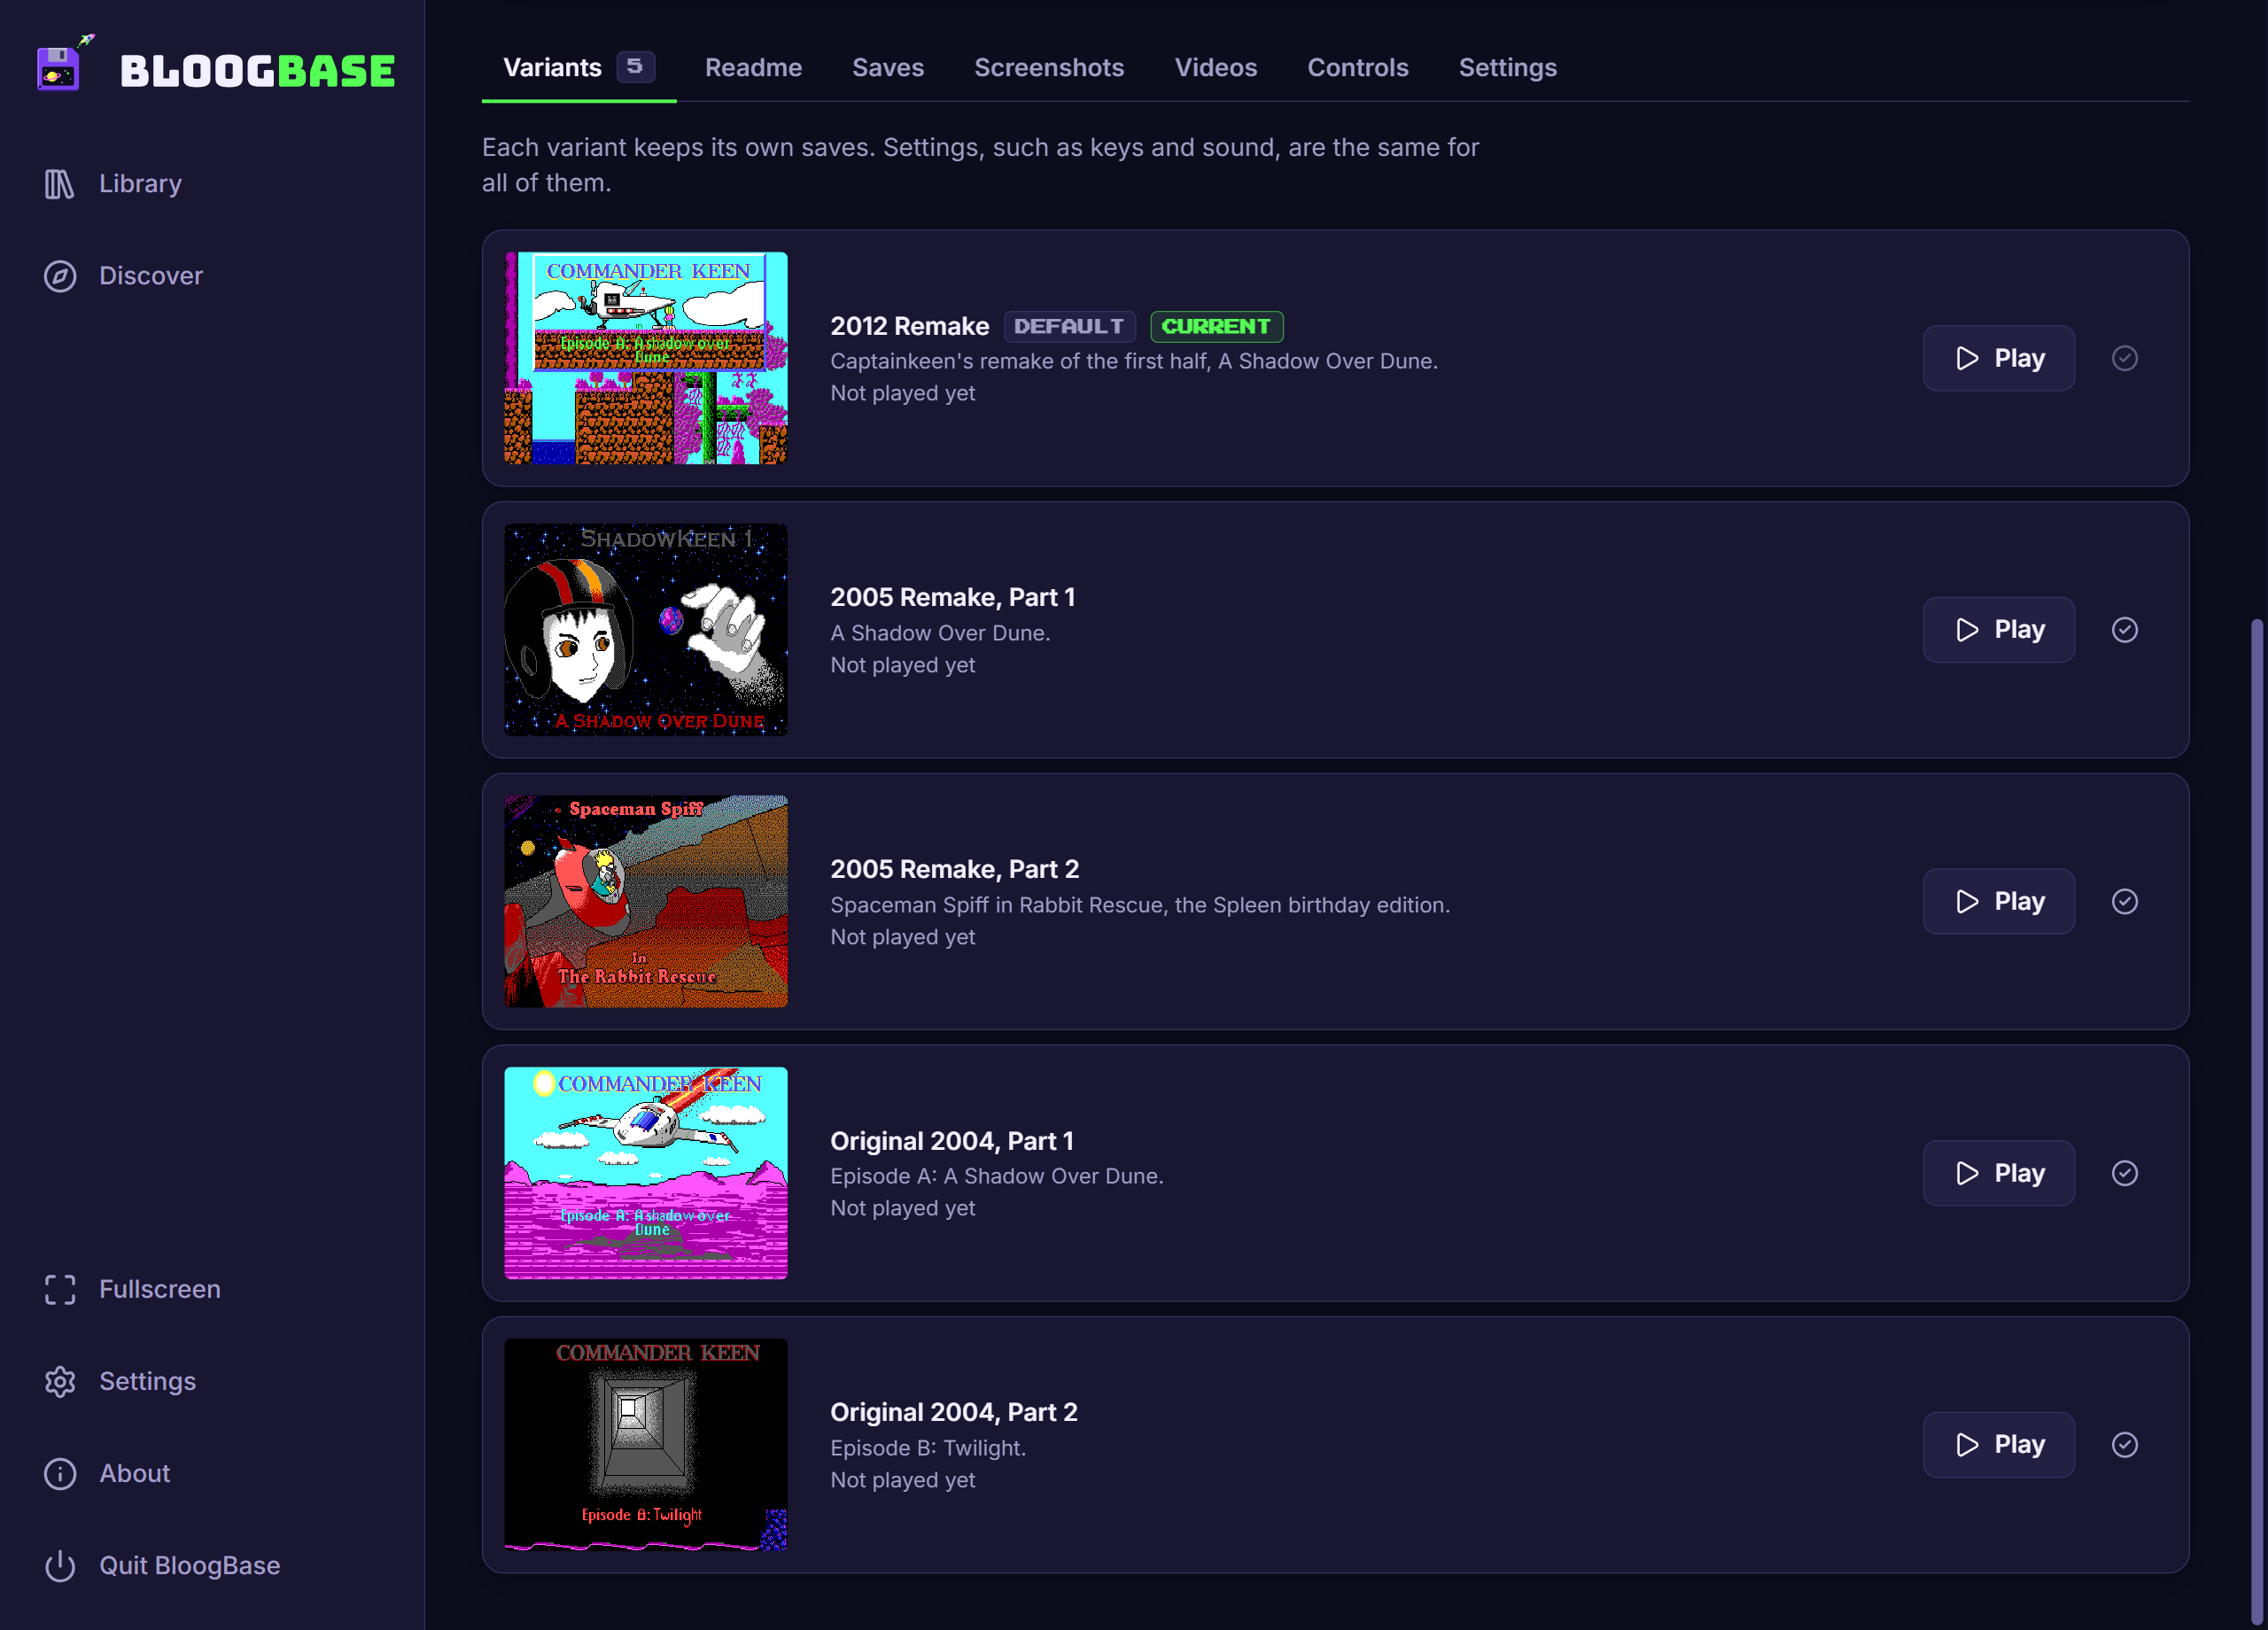 BLOOGBASE
Library
Discover
Fullscreen
Settings
About
Quit BloogBase
Variants 5 Readme Saves Screenshots Videos Controls Settings
Each variant keeps its own saves. Settings, such as keys and sound, are the same for
all of them.
COMMANDER KEEN
in
Episode A: A shadow over
Dune
2012 Remake DEFAULT CURRENT
Captainkeen's remake of the first half, A Shadow Over Dune.
Not played yet
Play
SHADOWKEEN 1
A SHADOW OVER DUNE
2005 Remake, Part 1
A Shadow Over Dune.
Not played yet
Play
Spaceman Spiff
In
The Rabbit Rescue
2005 Remake, Part 2
Spaceman Spiff in Rabbit Rescue, the Spleen birthday edition.
Not played yet
Play
COMMANDER KEEN
Episode A: A shadow over
Dune
Original 2004, Part 1
Episode A: A Shadow Over Dune.
Not played yet
Play
COMMANDER KEEN
Episode B: Twilight
Original 2004, Part 2
Episode B: Twilight.
Not played yet
Play